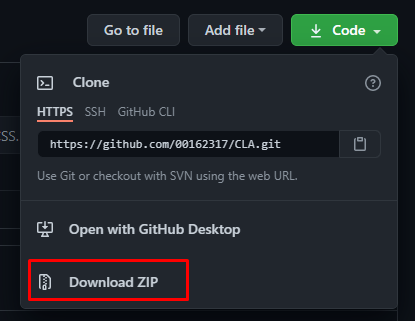 Go to file Add file Code
Clone
HTTPS SSH GitHub CLI
ss.
https://github.com/00162317/CLA.git
Use Git or checkout with SVN using the web URL.
Open with GitHub Desktop
Download ZIP